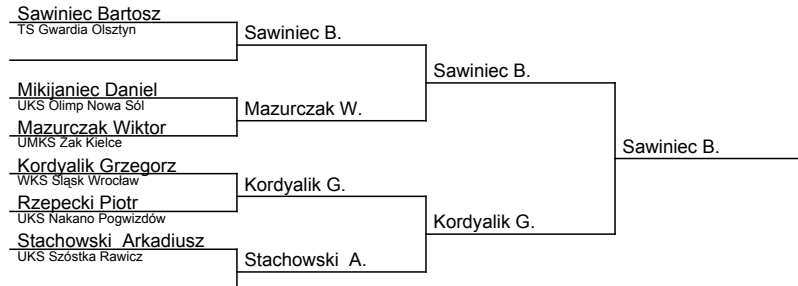 Sawiniec Bartosz
TS Gwardia Olsztyn
Sawiniec B.
Sawiniec B.
Mikijaniec Daniel
UKS Olimp Nowa Sól
Mazurczak W.
Mazurczak Wiktor
UMKS Żak Kielce
Sawiniec B.
Kordyalik Grzegorz
WKS Śląsk Wrocław
Kordyalik G.
Rzepecki Piotr
UKS Nakano Pogwizdów
Kordyalik G.
Stachowski Arkadiusz
UKS Szóstka Rawicz
Stachowski A.